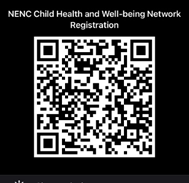 NENC Child Health and Well-being Network
Registration